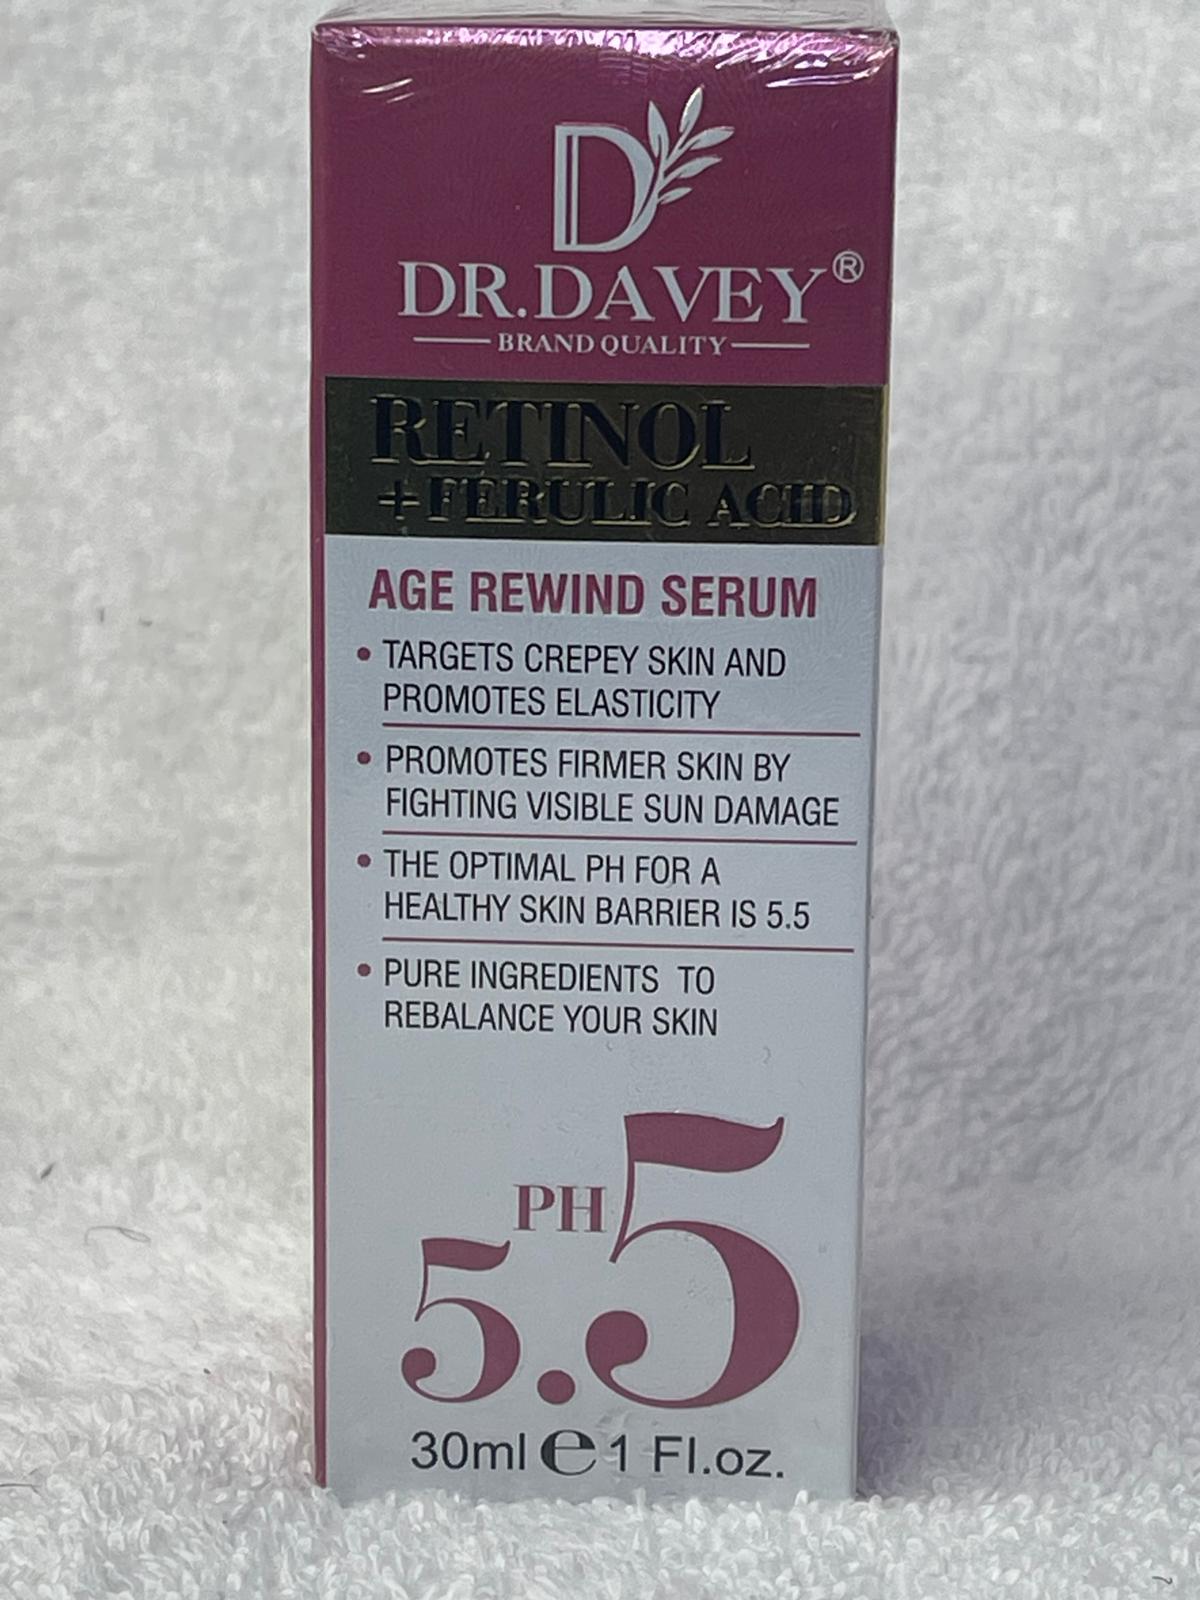 D
DR.DAVEY®
BRAND QUALITY
RETINOL
+FERULIC ACID
AGE REWIND SERUM
• TARGETS CREPEY SKIN AND
PROMOTES ELASTICITY
• PROMOTES FIRMER SKIN BY
FIGHTING VISIBLE SUN DAMAGE
• THE OPTIMAL PH FOR A
HEALTHY SKIN BARRIER IS 5.5
• PURE INGREDIENTS TO
REBALANCE YOUR SKIN
PH
5.5
30ml ℮ 1 Fl.oz.